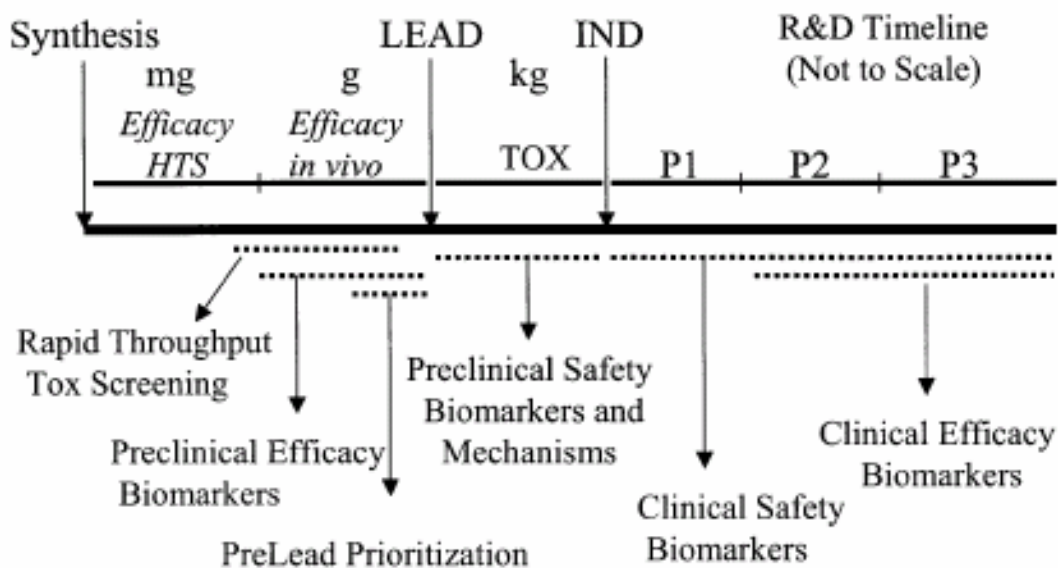 Synthesis
LEAD
IND
R&D Timeline
(Not to Scale)
mg
g
kg
Efficacy
HTS
Efficacy
in vivo
TOX
P1
P2
P3
Rapid Throughput
Tox Screening
Preclinical Efficacy
Biomarkers
PreLead Prioritization
Preclinical Safety
Biomarkers and
Mechanisms
Clinical Safety
Biomarkers
Clinical Efficacy
Biomarkers